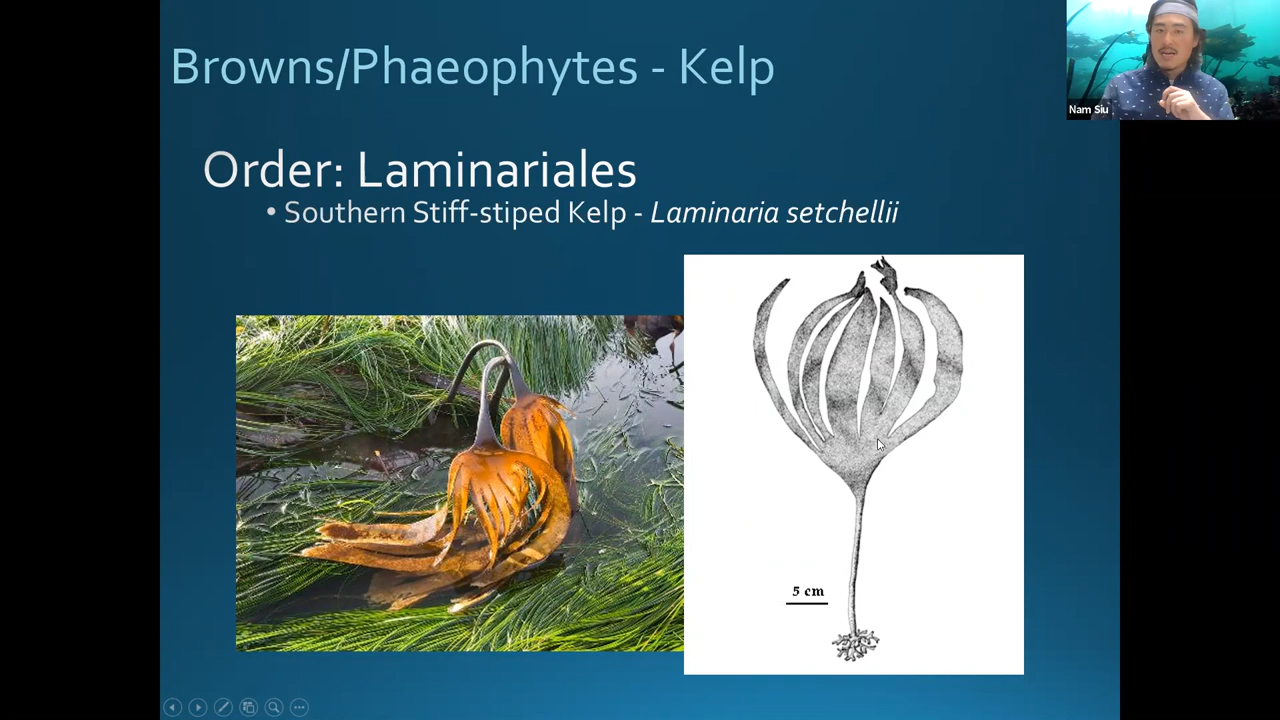 Browns/Phaeophytes - Kelp
Nam Siu
Order: Laminariales
• Southern Stiff-stiped Kelp - Laminaria setchellii
5 cm